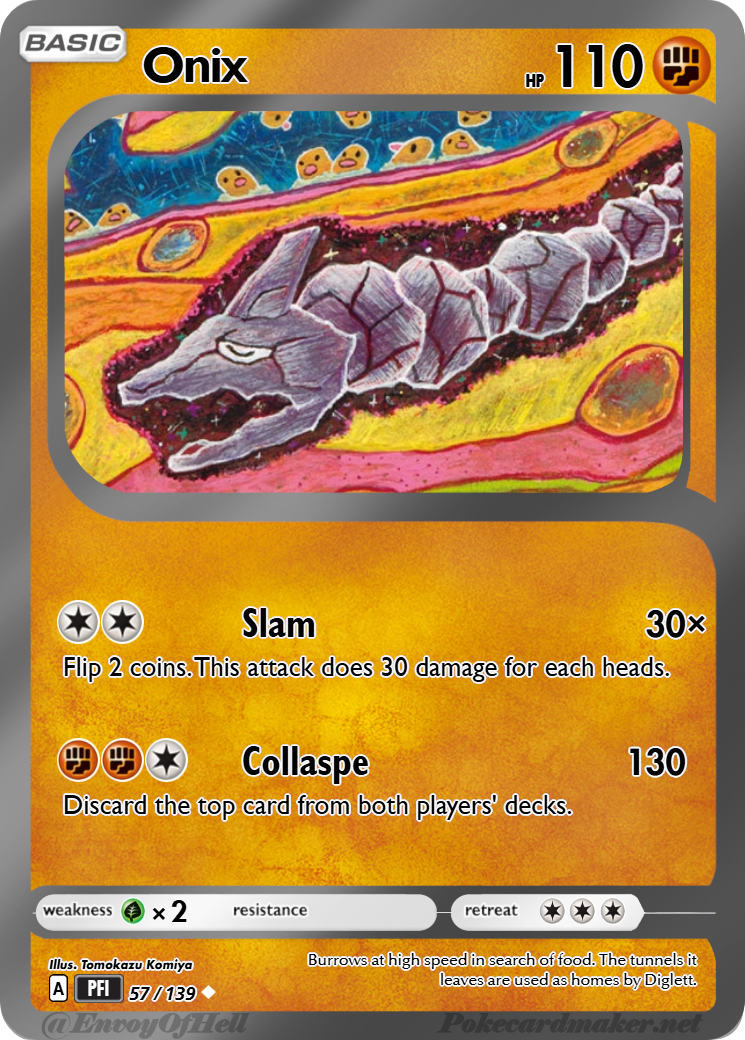 BASIC
Onix
HP 110
Slam 30×
Flip 2 coins. This attack does 30 damage for each heads.
Collaspe 130
Discard the top card from both players' decks.
weakness × 2 resistance retreat
Illus. Tomokazu Komiya
Burrows at high speed in search of food. The tunnels it
leaves are used as homes by Diglett.
A PFI 57 / 139
@EnvoyOfHell Pokecardmaker.net